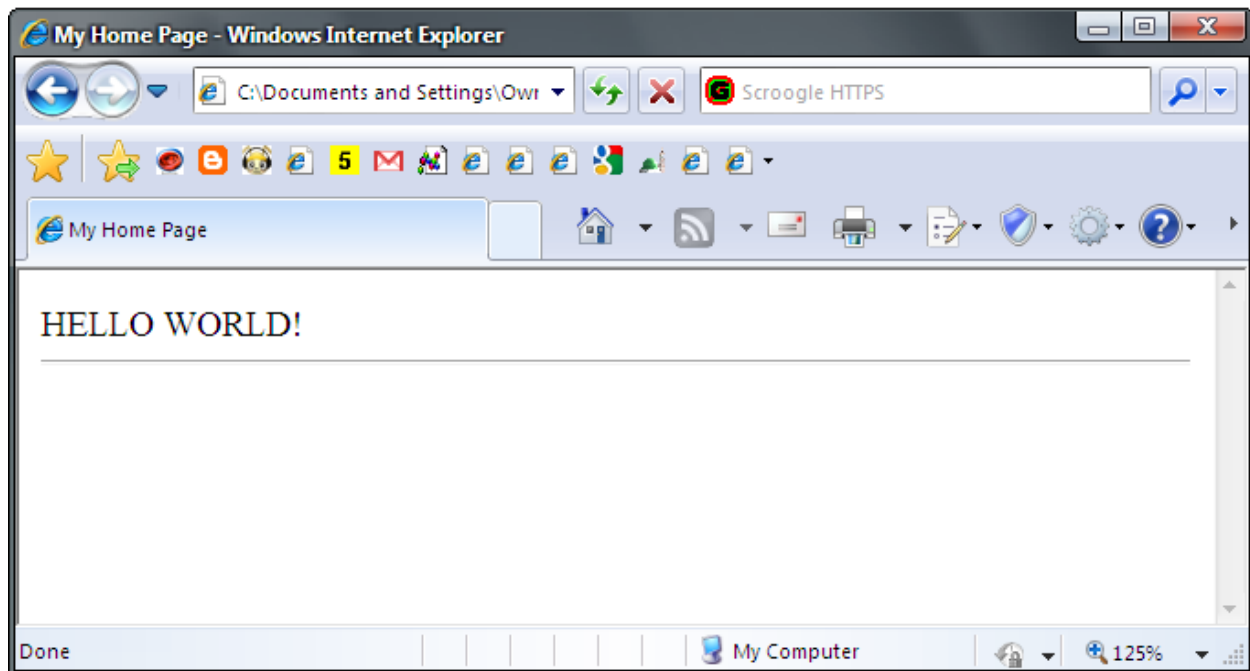 My Home Page - Windows Internet Explorer
C:\Documents and Settings\Owr
Scroogle HTTPS
5
My Home Page
HELLO WORLD!
Done My Computer 125%